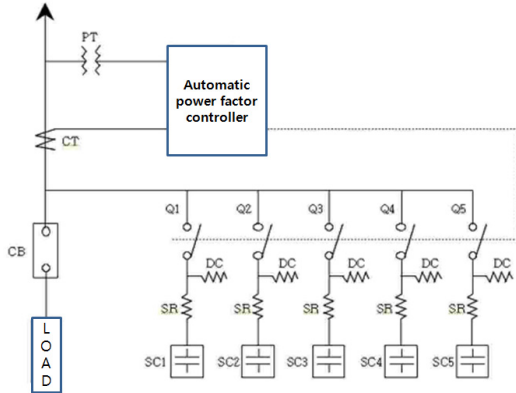 PT
Automatic
power factor
controller
CT
Q1 Q2 Q3 Q4 Q5
CB
DC DC DC DC DC
SR SR SR SR SR
L
O
A
D
SC1 SC2 SC3 SC4 SC5